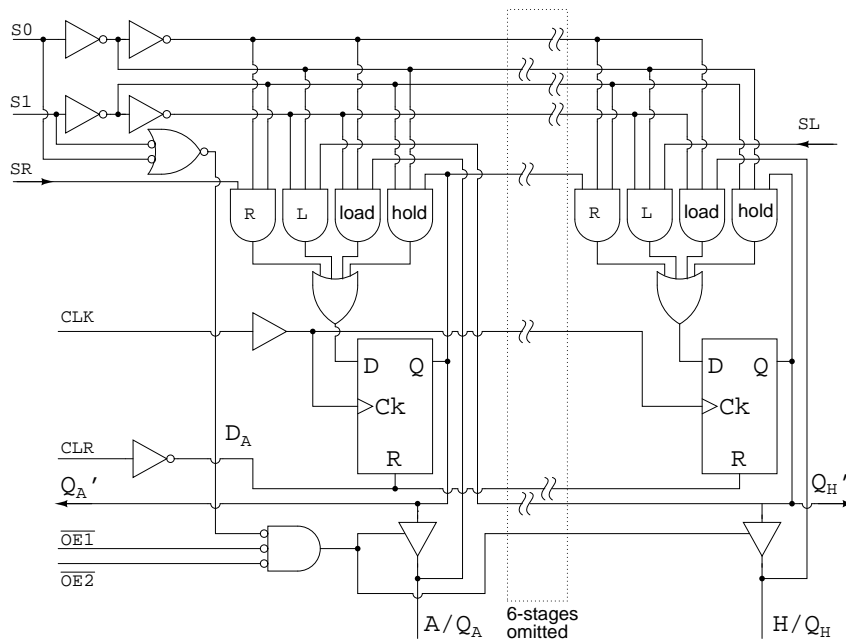 S0
S1
SL
SR
R L load hold R L load hold
CLK
D Q D Q
Ck Ck
D_A
CLR
R R
Q_A' Q_H'
OE1
OE2
A/Q_A 6-stages omitted H/Q_H